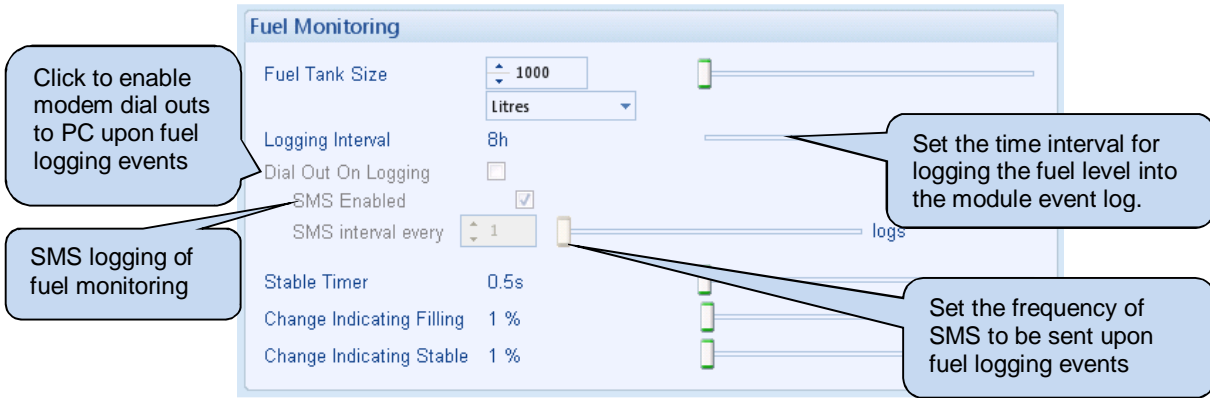 Fuel Monitoring
Click to enable
modem dial outs
to PC upon fuel
logging events
Fuel Tank Size 1000
Litres
Logging Interval 8h
Set the time interval for
logging the fuel level into
the module event log.
Dial Out On Logging
SMS Enabled
SMS interval every 1 logs
SMS logging of
fuel monitoring
Stable Timer 0.5s
Change Indicating Filling 1 %
Change Indicating Stable 1 %
Set the frequency of
SMS to be sent upon
fuel logging events